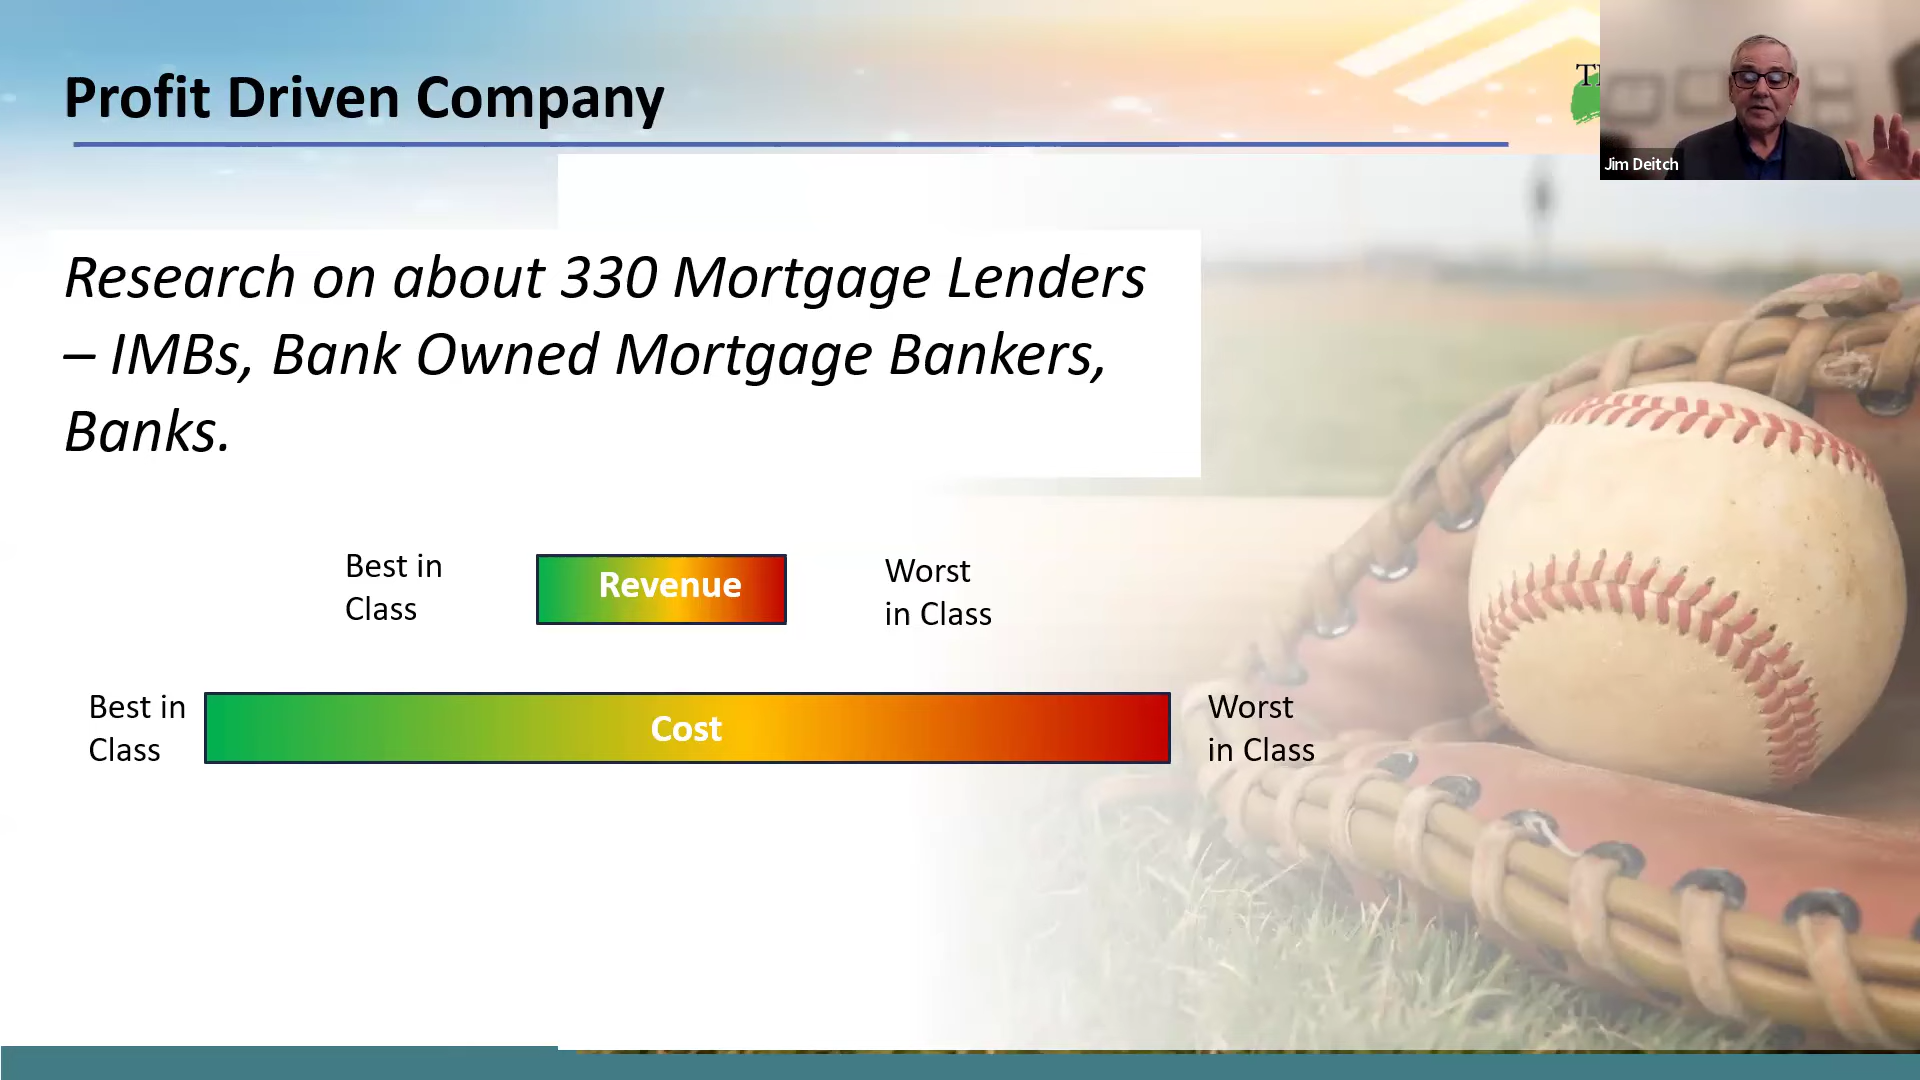 Profit Driven Company
Jim Deitch
Research on about 330 Mortgage Lenders
– IMBs, Bank Owned Mortgage Bankers,
Banks.
Best in
Class
Revenue
Worst
in Class
Best in
Class
Cost
Worst
in Class